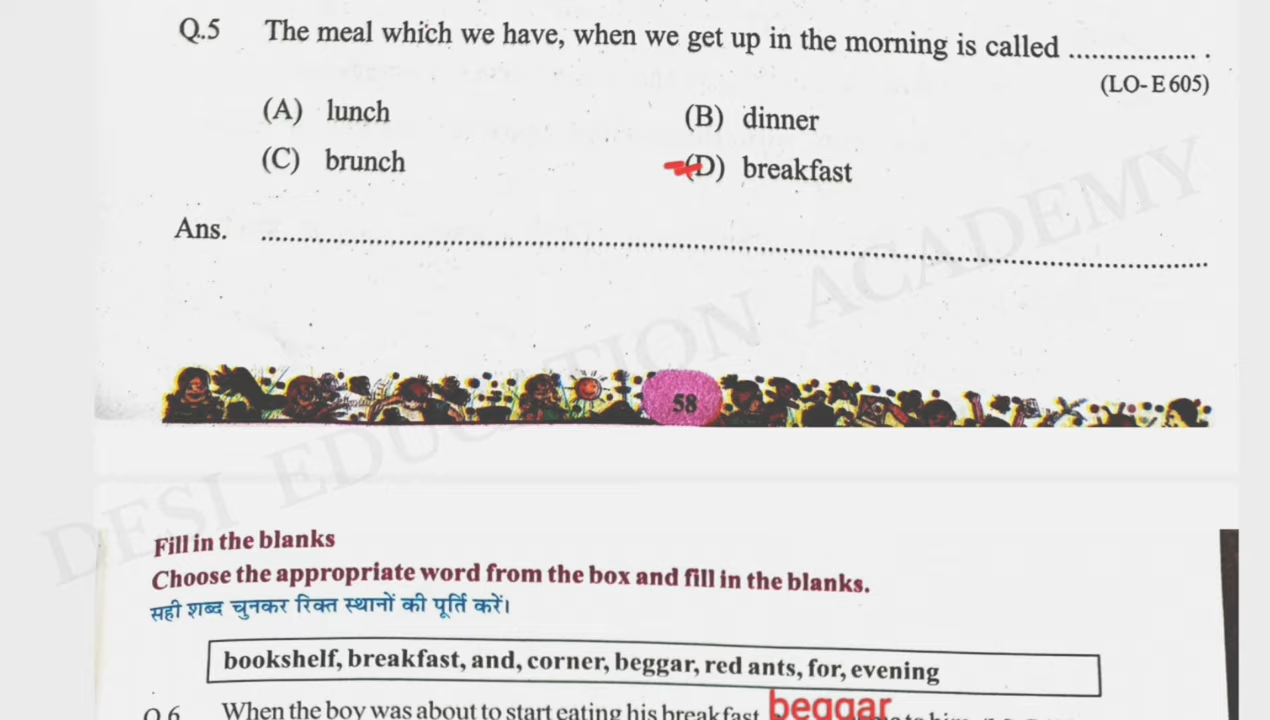 Q.5 The meal which we have, when we get up in the morning is called ................. .
(LO- E 605)
(A) lunch (B) dinner
(C) brunch (D) breakfast
Ans. ................................................................
58
DESI EDUCATION ACADEMY
Fill in the blanks
Choose the appropriate word from the box and fill in the blanks.
सही शब्द चुनकर रिक्त स्थानों की पूर्ति करें।
bookshelf, breakfast, and, corner, beggar, red ants, for, evening
Q.6 When the boy was about to start eating his breakfast, beggar to him